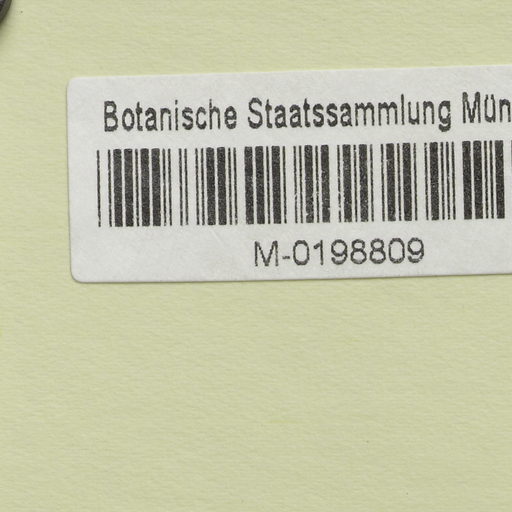 Botanische Staatssammlung Mün
M-0198809